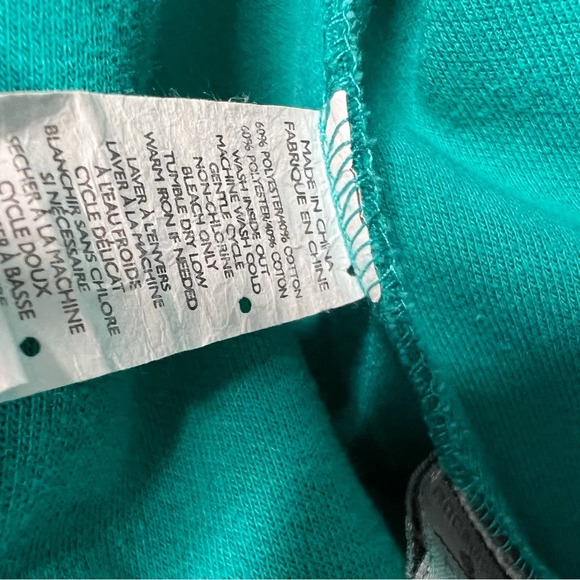 MADE IN CHINA
FABRIQUE EN CHINE
60% POLYESTER/40% COTTON
60% POLYESTER/40% COTON
WASH INSIDE OUT
MACHINE WASH COLD
GENTLE CYCLE
NON-CHLORINE
BLEACH ONLY
TUMBLE DRY LOW
WARM IRON IF NEEDED
LAVER À L'ENVERS
LAVER À LA MACHINE
À L'EAU FROIDE
CYCLE DÉLICAT
BLANCHIR SANS CHLORE
SI NÉCESSAIRE
SÉCHER À LA MACHINE
CYCLE DOUX
À BASSE